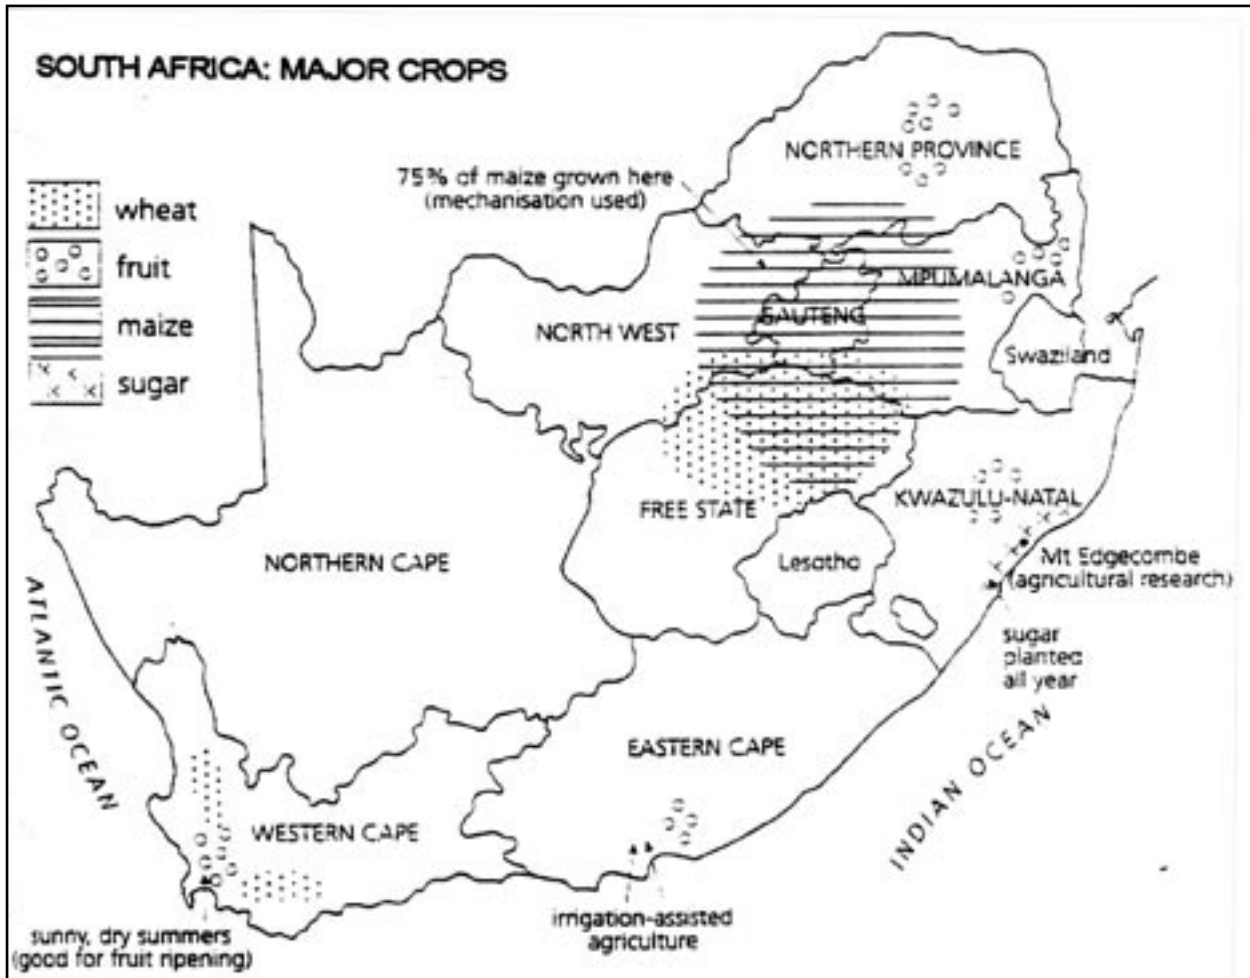 SOUTH AFRICA: MAJOR CROPS
wheat
fruit
maize
sugar
75% of maize grown here
(mechanisation used)
NORTHERN PROVINCE
MPUMALANGA
GAUTENG
NORTH WEST
Swaziland
FREE STATE
KWAZULU-NATAL
Lesotho
Mt Edgecombe
(agricultural research)
sugar
planted
all year
NORTHERN CAPE
ATLANTIC OCEAN
EASTERN CAPE
INDIAN OCEAN
WESTERN CAPE
irrigation-assisted
agriculture
sunny, dry summers
(good for fruit ripening)